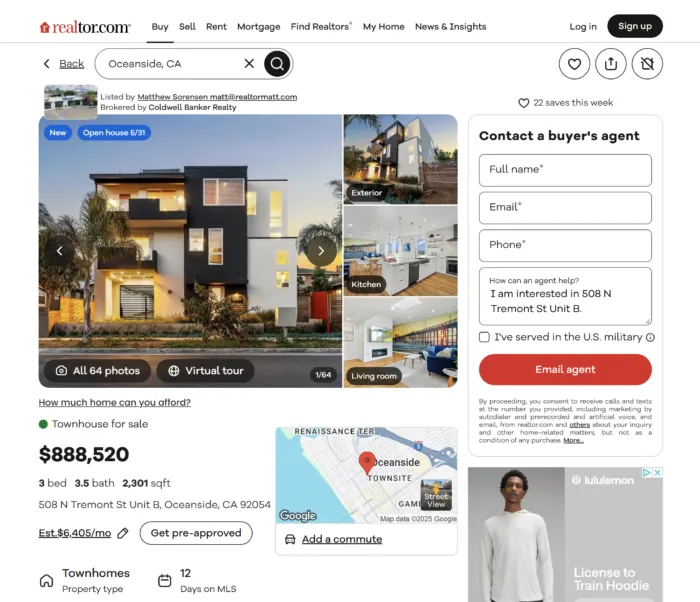 realtor.com®
Buy Sell Rent Mortgage Find Realtors® My Home News & Insights
Log in Sign up
Back
Oceanside, CA
Listed by Matthew Sorensen matt@realtormatt.com
Brokered by Coldwell Banker Realty
22 saves this week
New Open house 5/31
Exterior
Kitchen
Living room
All 64 photos Virtual tour 1/64
Contact a buyer's agent
Full name*
Email*
Phone*
How can an agent help?
I am interested in 508 N
Tremont St Unit B.
I've served in the U.S. military
Email agent
By proceeding, you consent to receive calls and texts
at the number you provided, including marketing by
autodialer and prerecorded and artificial voice, and
email, from realtor.com and others about your inquiry
and other home-related matters, but not as a
condition of any purchase. More...
How much home can you afford?
Townhouse for sale
$888,520
3 bed 3.5 bath 2,301 sqft
508 N Tremont St Unit B, Oceanside, CA 92054
Est. $6,405/mo Get pre-approved
RENAISSANCE TER
Oceanside
TOWNSITE
GAM
Street
View
Google Map data ©2025 Google
Add a commute
Townhomes
Property type
12
Days on MLS
lululemon
License to
Train Hoodie